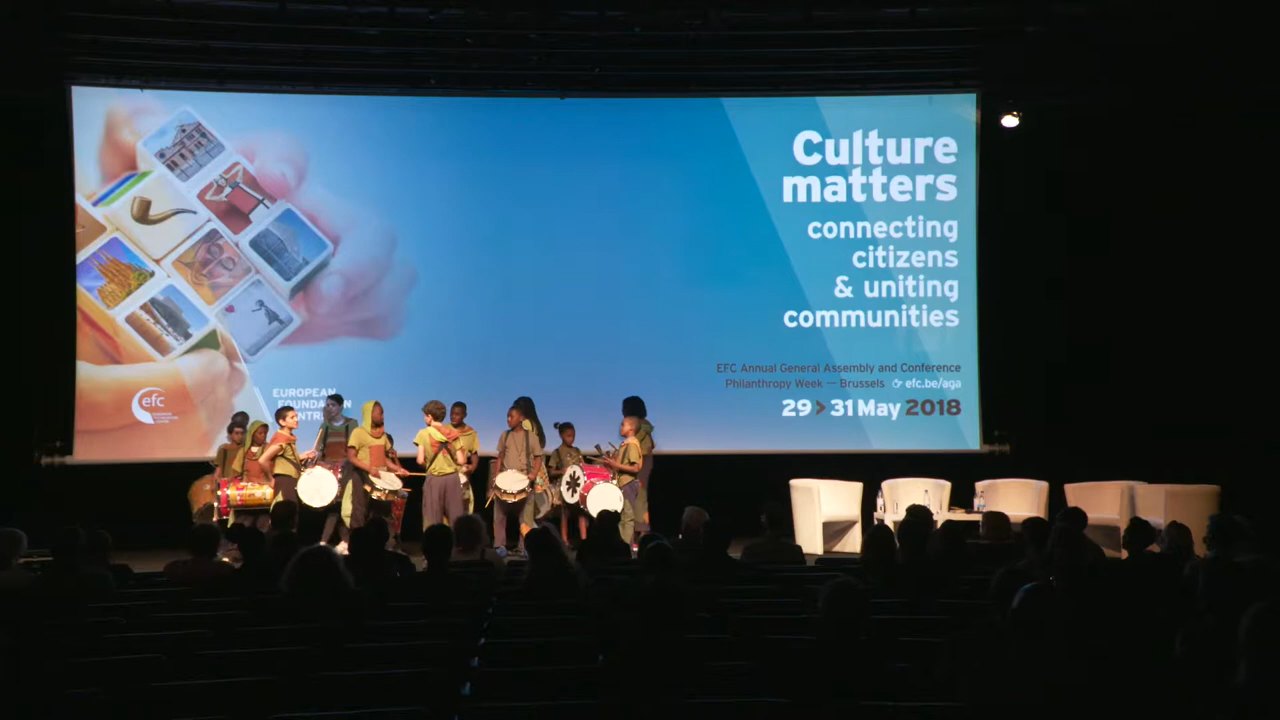 Culture
matters
connecting
citizens
& uniting
communities
EFC Annual General Assembly and Conference
Philanthropy Week — Brussels efc.be/aga
29 > 31 May 2018
efc
EUROPEAN